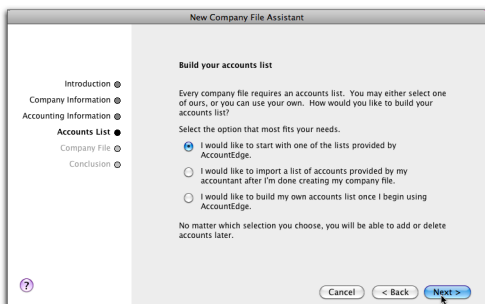 New Company File Assistant
Introduction
Company Information
Accounting Information
Accounts List
Company File
Conclusion
Build your accounts list
Every company file requires an accounts list. You may either select one
of ours, or you can use your own. How would you like to build your
accounts list?
Select the option that most fits your needs.
I would like to start with one of the lists provided by
AccountEdge.
I would like to import a list of accounts provided by my
accountant after I'm done creating my company file.
I would like to build my own accounts list once I begin using
AccountEdge.
No matter which selection you choose, you will be able to add or delete
accounts later.
?
Cancel
< Back
Next >